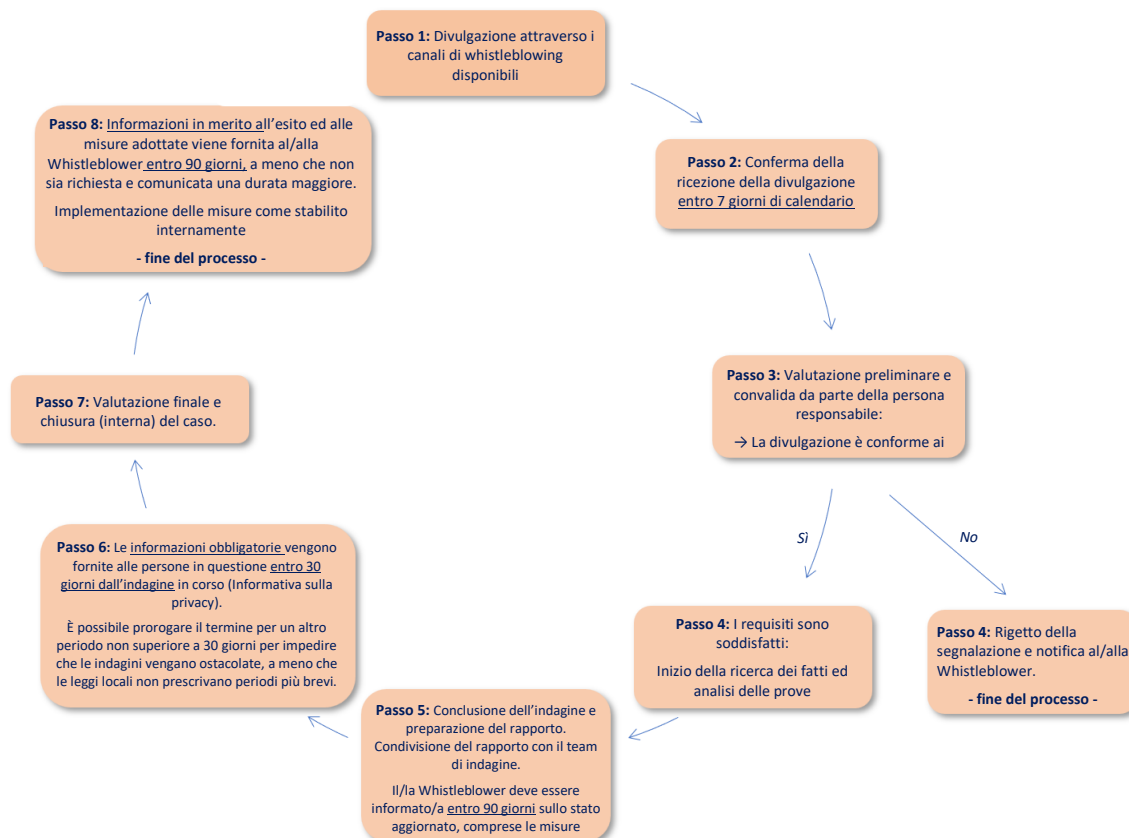 Passo 1: Divulgazione attraverso i
canali di whistleblowing
disponibili
Passo 2: Conferma della
ricezione della divulgazione
entro 7 giorni di calendario
Passo 3: Valutazione preliminare e
convalida da parte della persona
responsabile:
→ La divulgazione è conforme ai
Sì
No
Passo 4: I requisiti sono
soddisfatti:
Inizio della ricerca dei fatti ed
analisi delle prove
Passo 4: Rigetto della
segnalazione e notifica al/alla
Whistleblower.
- fine del processo -
Passo 5: Conclusione dell'indagine e
preparazione del rapporto.
Condivisione del rapporto con il team
di indagine.
Il/la Whistleblower deve essere
informato/a entro 90 giorni sullo stato
aggiornato, comprese le misure
Passo 6: Le informazioni obbligatorie vengono
fornite alle persone in questione entro 30
giorni dall'indagine in corso (Informativa sulla
privacy).
È possibile prorogare il termine per un altro
periodo non superiore a 30 giorni per impedire
che le indagini vengano ostacolate, a meno che
le leggi locali non prescrivano periodi più brevi.
Passo 7: Valutazione finale e
chiusura (interna) del caso.
Passo 8: Informazioni in merito all'esito ed alle
misure adottate viene fornita al/alla
Whistleblower entro 90 giorni, a meno che non
sia richiesta e comunicata una durata maggiore.
Implementazione delle misure come stabilito
internamente
- fine del processo -